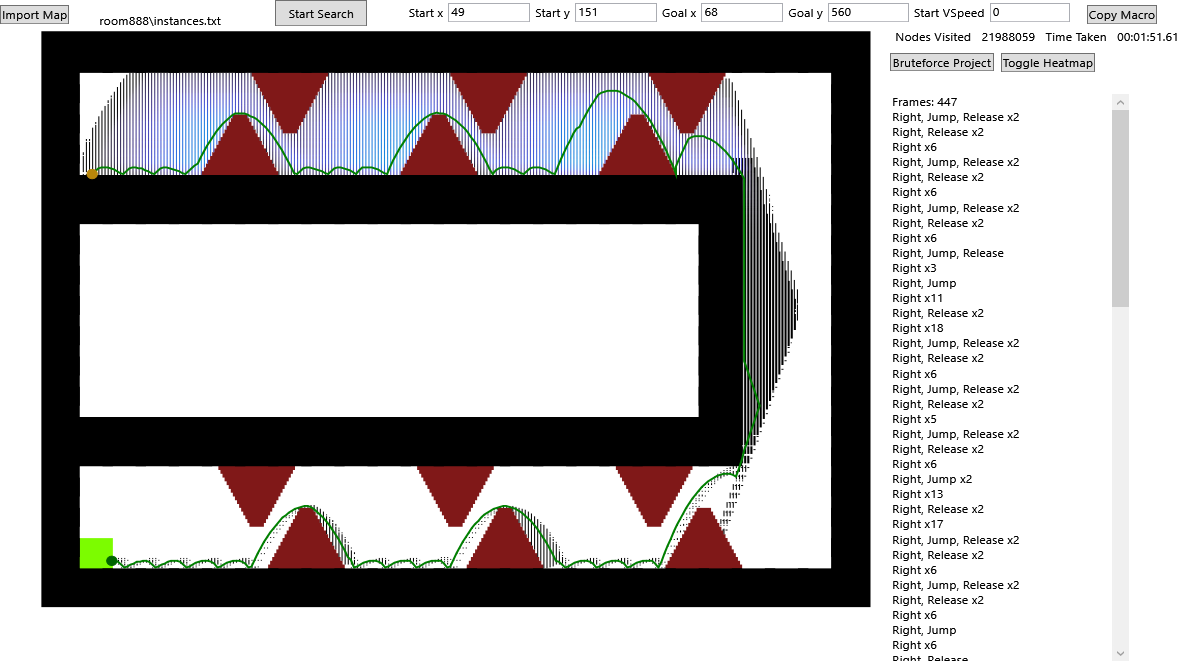 Import Map
room888\instances.txt
Start Search
Start x 49 Start y 151 Goal x 68 Goal y 560 Start VSpeed 0
Copy Macro
Nodes Visited 21988059 Time Taken 00:01:51.61
Bruteforce Project Toggle Heatmap
Frames: 447
Right, Jump, Release x2
Right, Release x2
Right x6
Right, Jump, Release x2
Right, Release x2
Right x6
Right, Jump, Release x2
Right, Release x2
Right x6
Right, Jump, Release
Right x3
Right, Jump
Right x11
Right, Release x2
Right x18
Right, Jump, Release x2
Right, Release x2
Right x6
Right, Jump, Release x2
Right, Release x2
Right x5
Right, Jump, Release x2
Right, Release x2
Right x6
Right, Jump x2
Right x13
Right, Release x2
Right x17
Right, Jump, Release x2
Right, Release x2
Right x6
Right, Jump, Release x2
Right, Release x2
Right x6
Right, Jump
Right x6
Right, Release